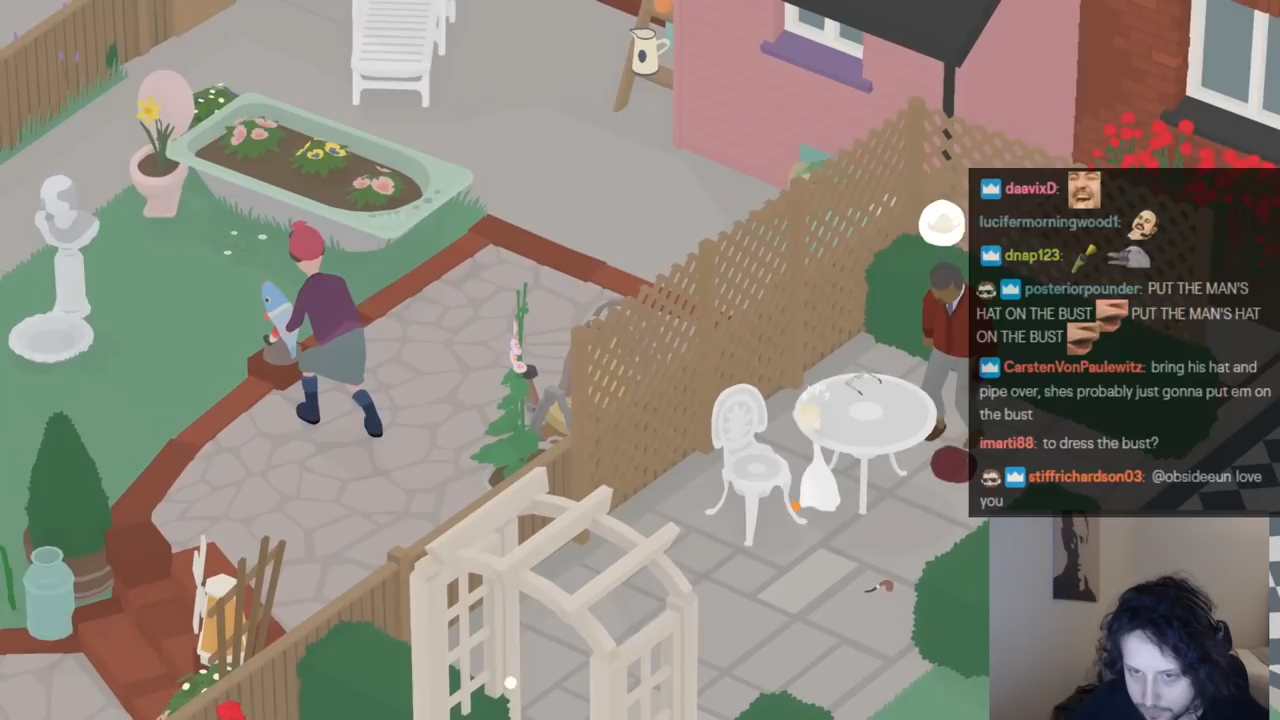 daavixD:
lucifermorningwood1:
dnap123:
posteriorpounder: PUT THE MAN'S
HAT ON THE BUST PUT THE MAN'S HAT
ON THE BUST
CarstenVonPaulewitz: bring his hat and
pipe over, shes probably just gonna put em on
the bust
imarti88: to dress the bust?
stiffrichardson03: @obsideeun love
you